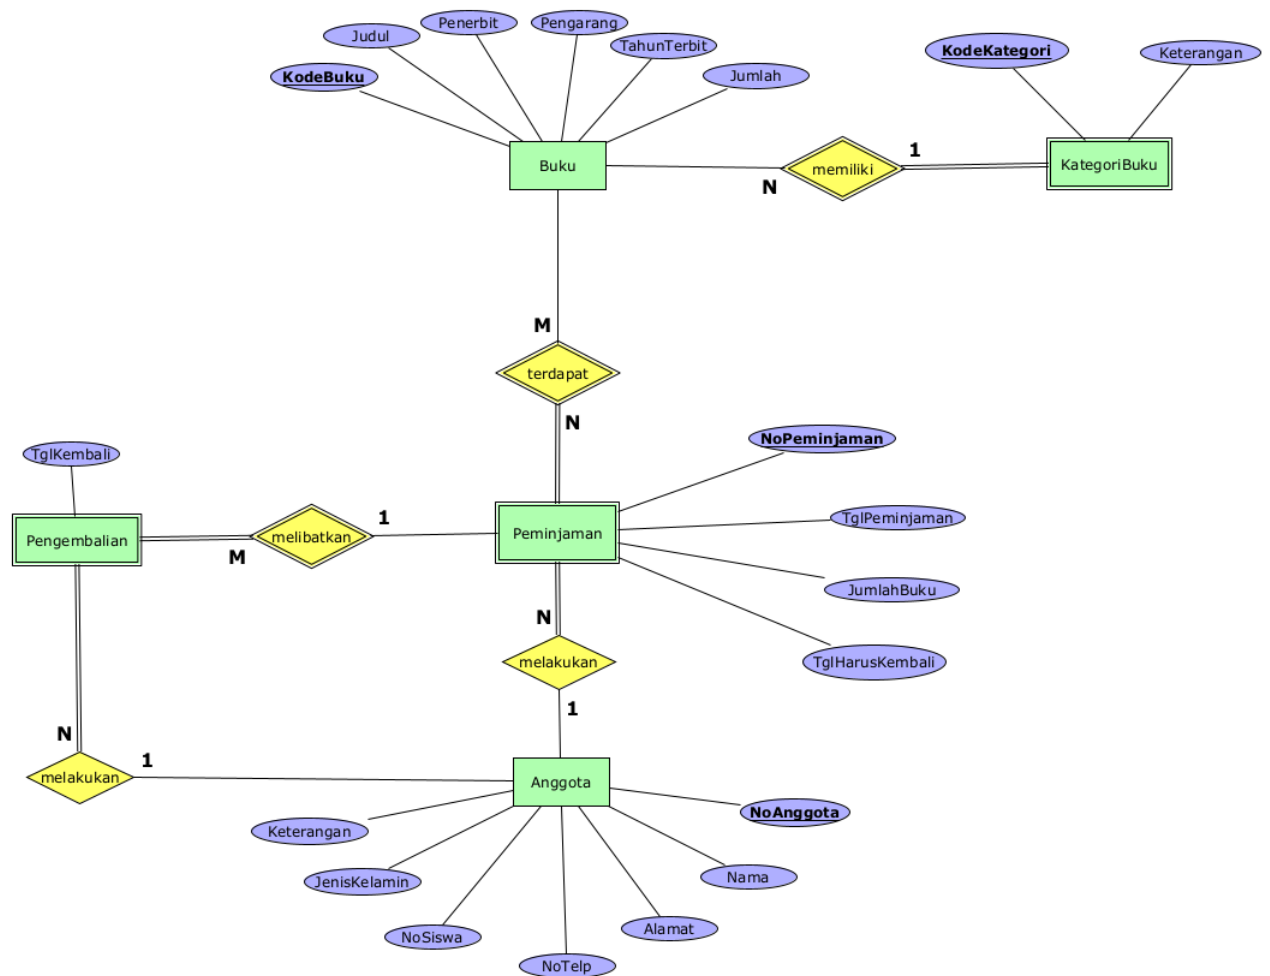 Penerbit
Pengarang
Judul
TahunTerbit
KodeBuku
Jumlah
KodeKategori
Keterangan
Buku
N
memiliki
1
KategoriBuku
M
terdapat
N
TglKembali
Pengembalian
M
melibatkan
1
Peminjaman
NoPeminjaman
TglPeminjaman
JumlahBuku
TglHarusKembali
N
melakukan
1
N
melakukan
1
Anggota
Keterangan
JenisKelamin
NoSiswa
NoTelp
Alamat
Nama
NoAnggota